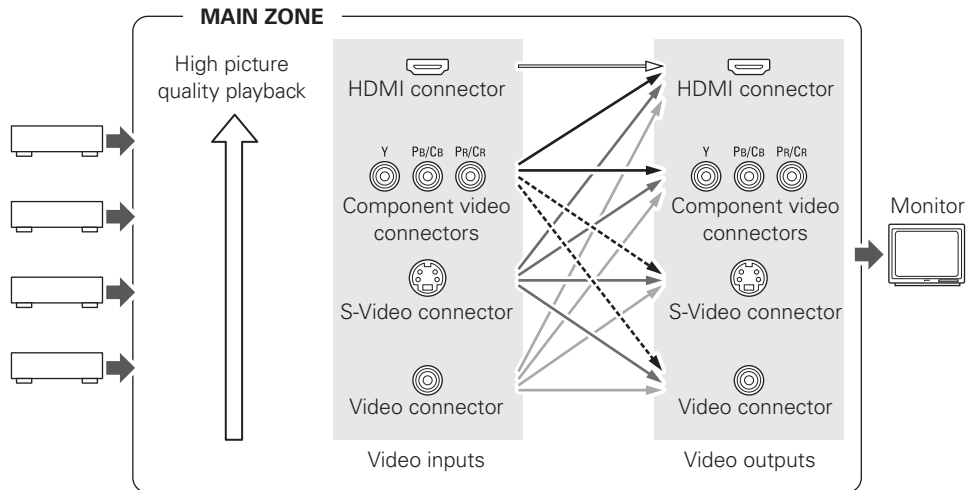 MAIN ZONE
High picture
quality playback
HDMI connector
Y PB/CB PR/CR
Component video
connectors
S-Video connector
Video connector
Video inputs
HDMI connector
Y PB/CB PR/CR
Component video
connectors
S-Video connector
Video connector
Video outputs
Monitor